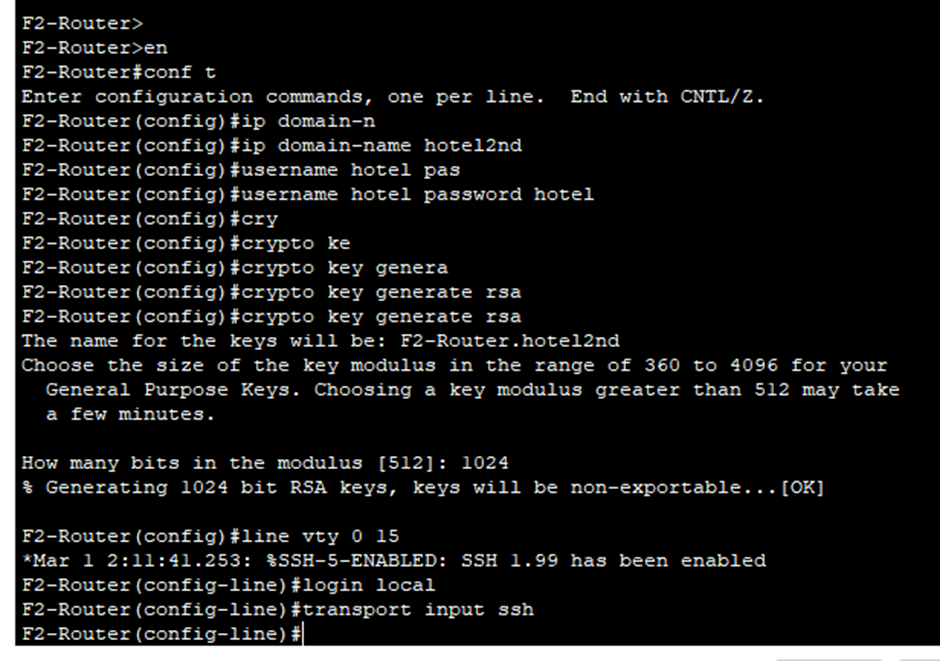 F2-Router>
F2-Router>en
F2-Router#conf t
Enter configuration commands, one per line.  End with CNTL/Z.
F2-Router(config)#ip domain-n
F2-Router(config)#ip domain-name hotel2nd
F2-Router(config)#username hotel pas
F2-Router(config)#username hotel password hotel
F2-Router(config)#cry
F2-Router(config)#crypto ke
F2-Router(config)#crypto key genera
F2-Router(config)#crypto key generate rsa
F2-Router(config)#crypto key generate rsa
The name for the keys will be: F2-Router.hotel2nd
Choose the size of the key modulus in the range of 360 to 4096 for your
  General Purpose Keys. Choosing a key modulus greater than 512 may take
  a few minutes.

How many bits in the modulus [512]: 1024
% Generating 1024 bit RSA keys, keys will be non-exportable...[OK]

F2-Router(config)#line vty 0 15
*Mar 1 2:11:41.253: %SSH-5-ENABLED: SSH 1.99 has been enabled
F2-Router(config-line)#login local
F2-Router(config-line)#transport input ssh
F2-Router(config-line)#